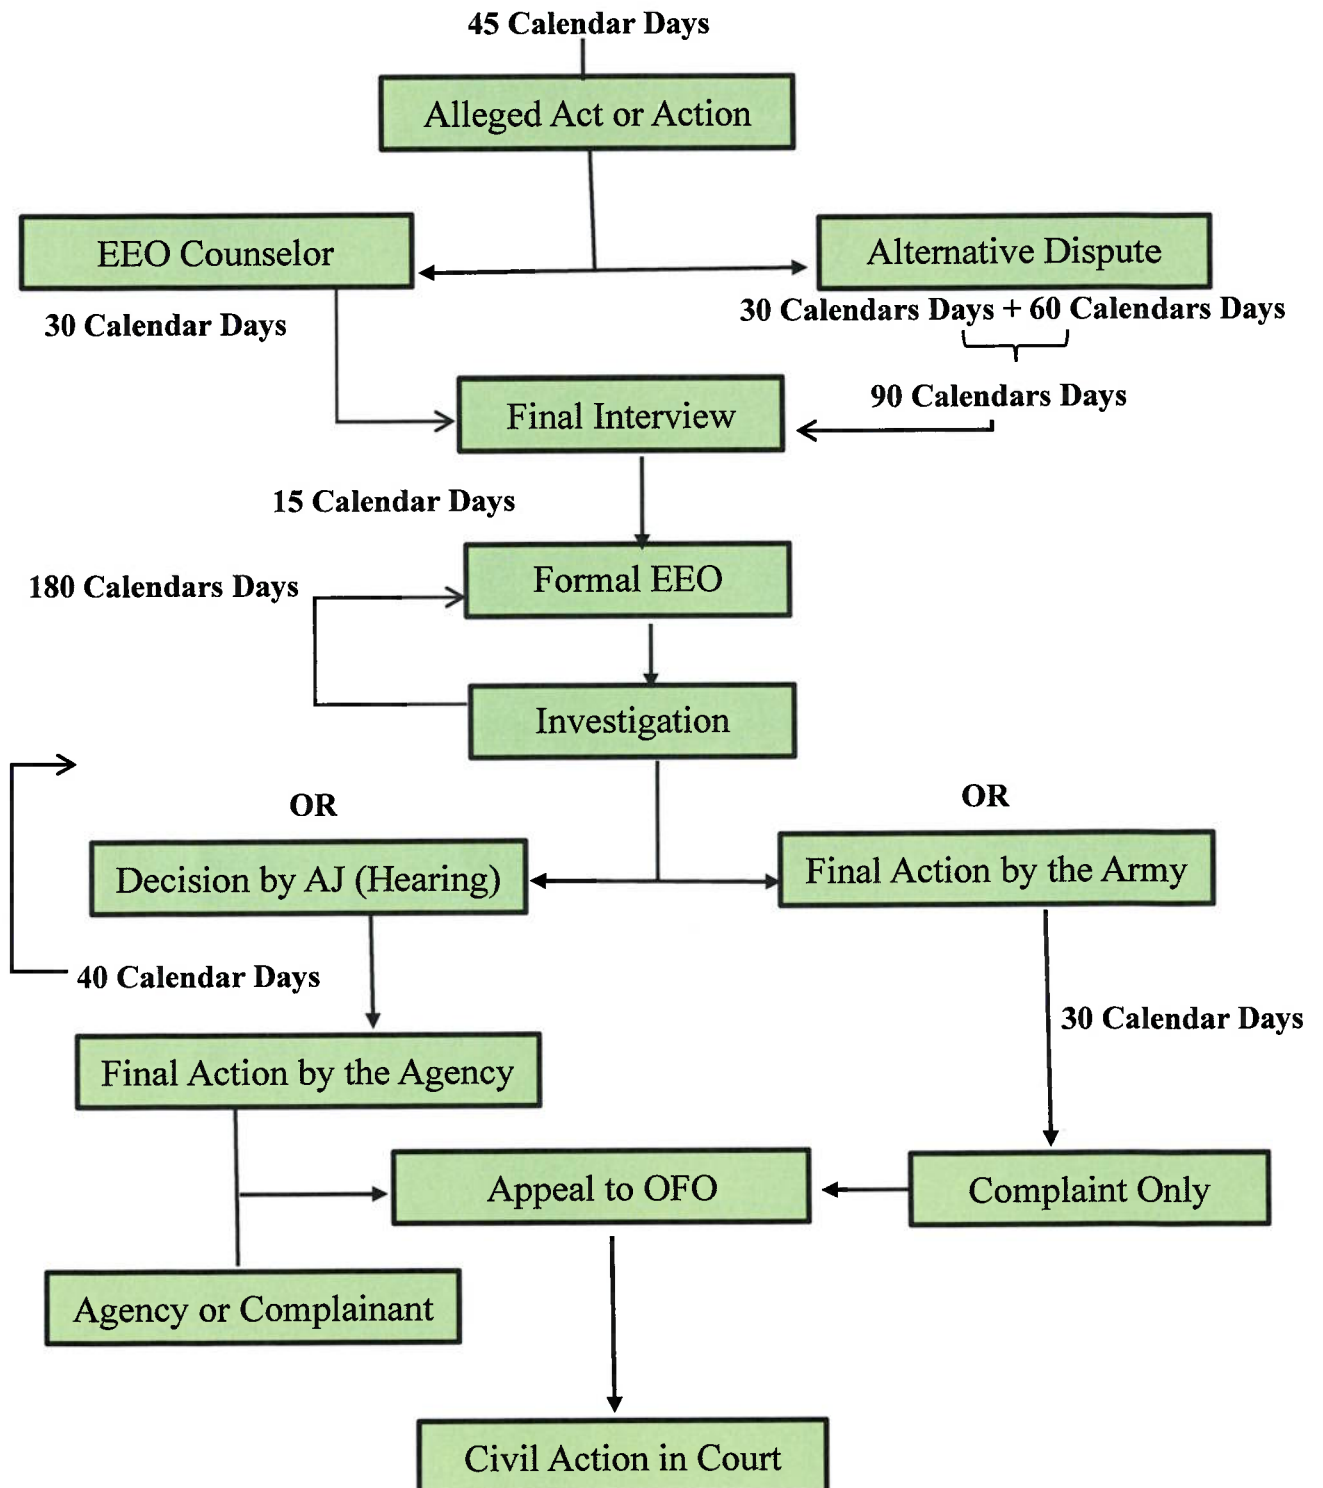 45 Calendar Days
Alleged Act or Action
EEO Counselor
Alternative Dispute
30 Calendar Days
30 Calendars Days + 60 Calendars Days
90 Calendars Days
Final Interview
15 Calendar Days
Formal EEO
180 Calendars Days
Investigation
OR
OR
Decision by AJ (Hearing)
Final Action by the Army
40 Calendar Days
30 Calendar Days
Final Action by the Agency
Appeal to OFO
Complaint Only
Agency or Complainant
Civil Action in Court